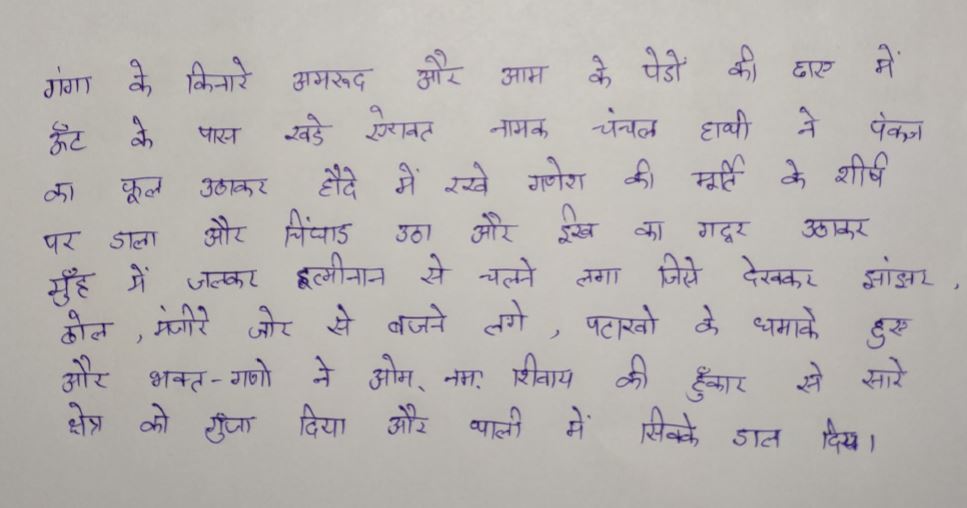 गंगा के किनारे अमरूद और आम के पेडों की छाए में
ऊँट के पास खडे ऐरावत नामक चंचल हाथी ने पंकज
का फूल उठाकर हौदे में रखे गणेश की मूर्ति के शीर्ष
पर डाला और चिंघाड उठा और ईख का गट्ठर उठाकर
मुँह में डालकर इत्मीनान से चलने लगा जिसे देखकर झांझर,
ढोल, मंजीरे जोर से बजने लगे, पटाखो के धमाके हुए
और भक्त-गणो ने ओम. नम. शिवाय की हुँकार से सारे
क्षेत्र को गुँजा दिया और थाली में सिक्के डाल दिए।